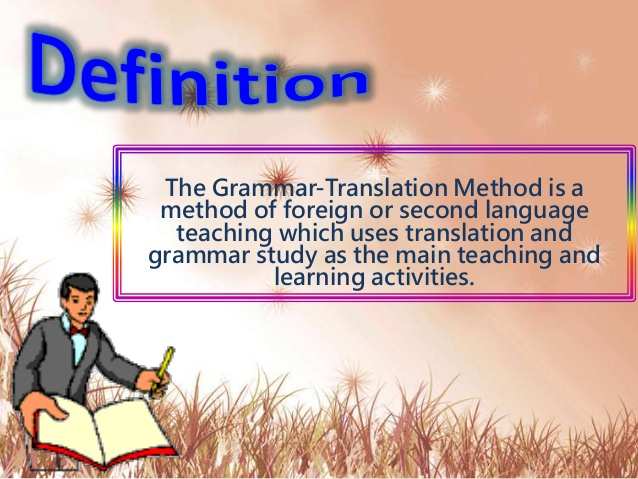 Definition
The Grammar-Translation Method is a
method of foreign or second language
teaching which uses translation and
grammar study as the main teaching and
learning activities.